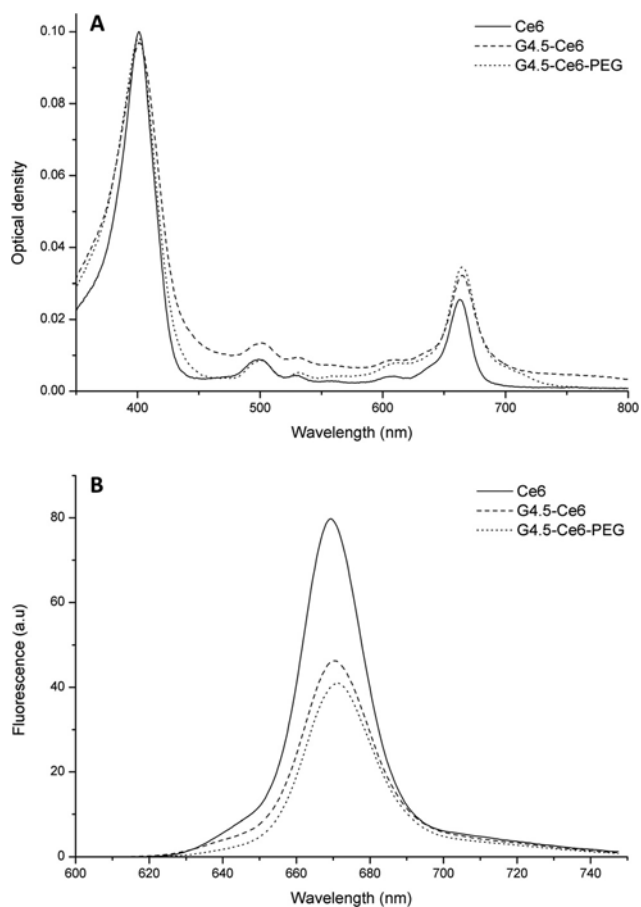 A
Ce6
G4.5-Ce6
G4.5-Ce6-PEG
0.10
0.08
0.06
0.04
0.02
0.00
Optical density
400 500 600 700 800
Wavelength (nm)
B
Ce6
G4.5-Ce6
G4.5-Ce6-PEG
80
60
40
20
0
Fluorescence (a.u)
600 620 640 660 680 700 720 740
Wavelength (nm)